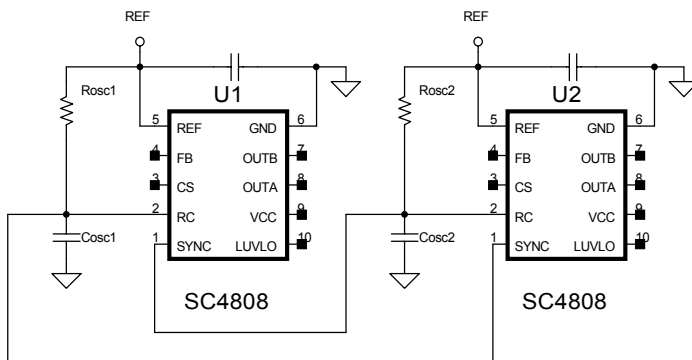 REF
REF
Rosc1
U1
Rosc2
U2
5 REF GND 6
5 REF GND 6
4 FB OUTB 7
4 FB OUTB 7
3 CS OUTA 8
3 CS OUTA 8
2 RC VCC 9
2 RC VCC 9
Cosc1
1 SYNC LUVLO 10
Cosc2
1 SYNC LUVLO 10
SC4808
SC4808